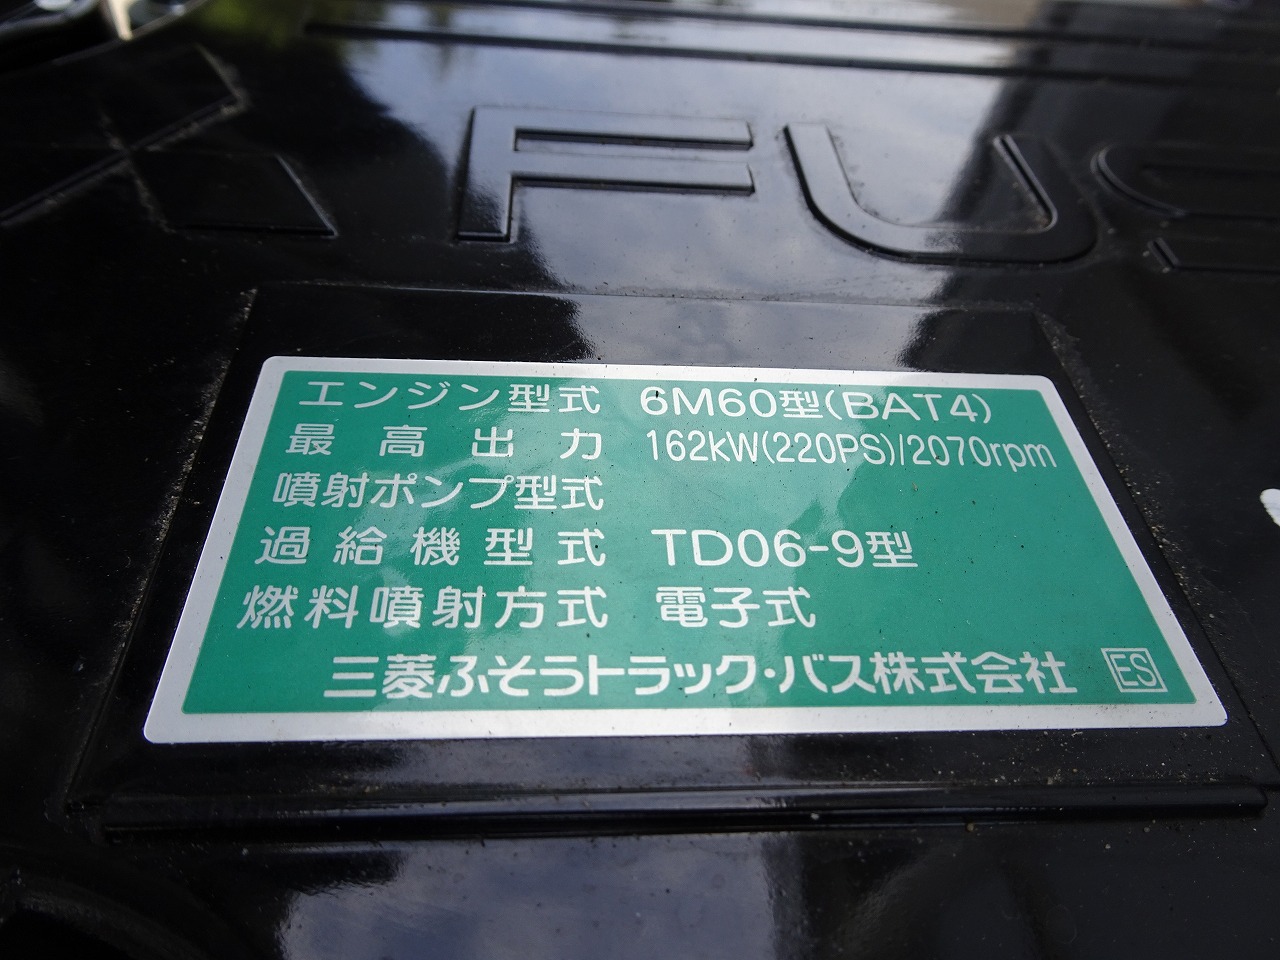 FUS
エンジン型式 6M60型(BAT4)
最高出力 162kW(220PS)/2070rpm
噴射ポンプ型式
過給機型式 TD06-9型
燃料噴射方式 電子式
三菱ふそうトラック・バス株式会社 ES